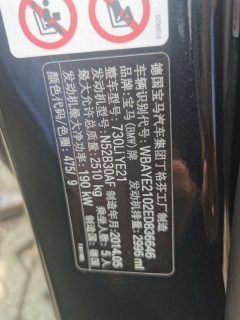 德国宝马汽车集团丁格芬工厂制造
车辆识别代号: WBAYE2102ED836646
品牌: 宝马(BMW)牌
整车型号: 730Li YE21 发动机排量: 2996 ml
发动机型号: N52B30AF 制造年月: 2014.05
最大允许总质量: 2510 kg 乘坐人数: 5人
发动机最大净功率: 190 kW 制造国: 德国
颜色代码/色圈: 475/9